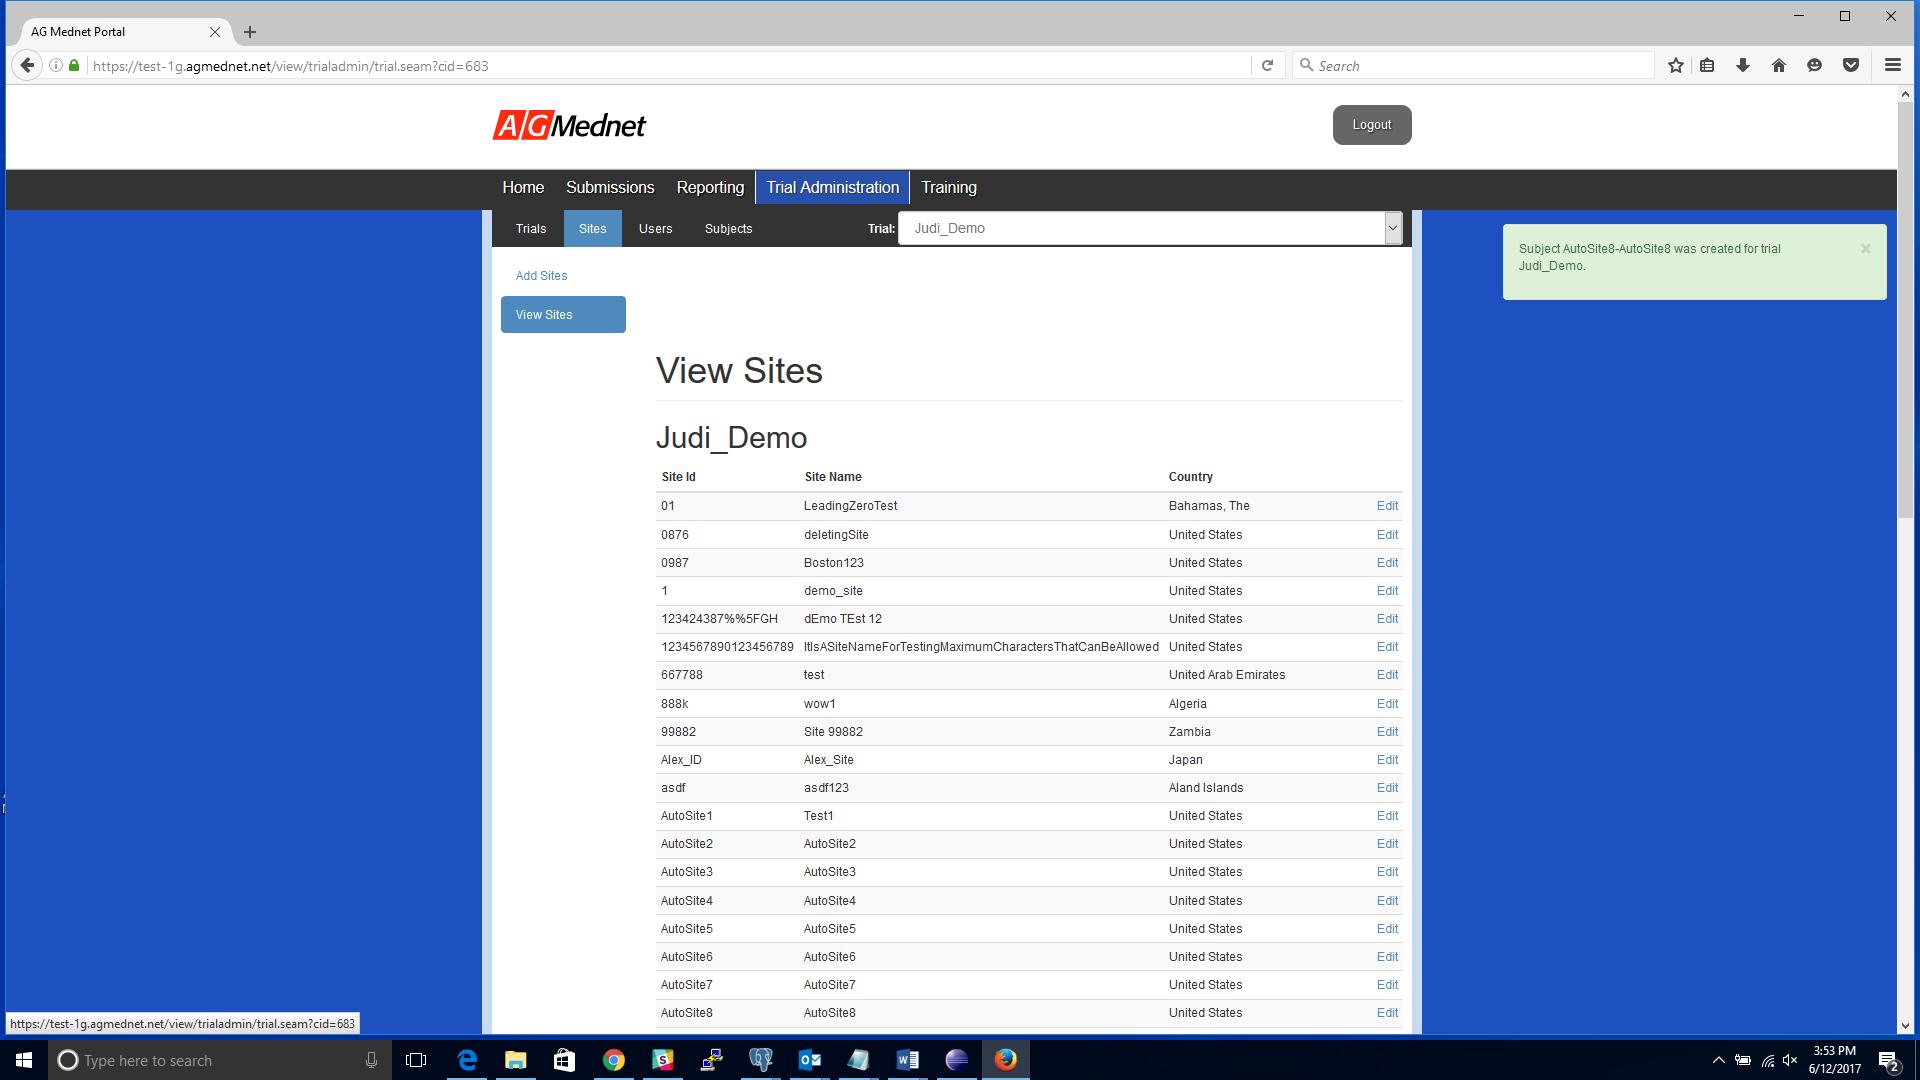 AG Mednet Portal
https://test-1g.agmednet.net/view/trialadmin/trial.seam?cid=683
Search
AG Mednet
Logout
Home Submissions Reporting Trial Administration Training
Trials Sites Users Subjects Trial: Judi_Demo
Subject AutoSite8-AutoSite8 was created for trial
Judi_Demo.
×
Add Sites
View Sites
View Sites
Judi_Demo
Site Id Site Name Country
01 LeadingZeroTest Bahamas, The Edit
0876 deletingSite United States Edit
0987 Boston123 United States Edit
1 demo_site United States Edit
123424387%%5FGH dEmo TEst 12 United States Edit
1234567890123456789 ItIsASiteNameForTestingMaximumCharactersThatCanBeAllowed United States Edit
667788 test United Arab Emirates Edit
888k wow1 Algeria Edit
99882 Site 99882 Zambia Edit
Alex_ID Alex_Site Japan Edit
asdf asdf123 Aland Islands Edit
AutoSite1 Test1 United States Edit
AutoSite2 AutoSite2 United States Edit
AutoSite3 AutoSite3 United States Edit
AutoSite4 AutoSite4 United States Edit
AutoSite5 AutoSite5 United States Edit
AutoSite6 AutoSite6 United States Edit
AutoSite7 AutoSite7 United States Edit
AutoSite8 AutoSite8 United States Edit
https://test-1g.agmednet.net/view/trialadmin/trial.seam?cid=683
Type here to search
3:53 PM
6/12/2017
2